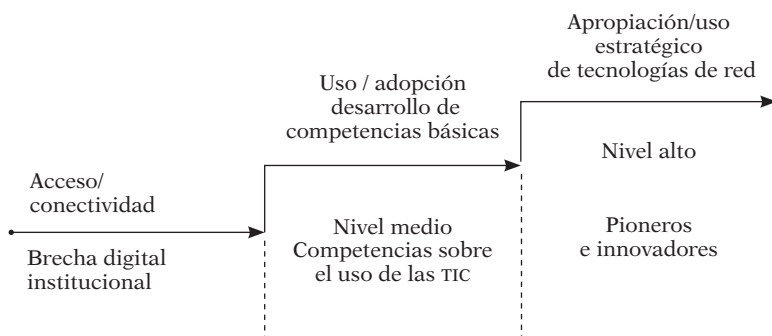 Acceso/
conectividad
Brecha digital
institucional
Uso / adopción
desarrollo de
competencias básicas
Nivel medio
Competencias sobre
el uso de las TIC
Apropiación/uso
estratégico
de tecnologías de red
Nivel alto
Pioneros
e innovadores